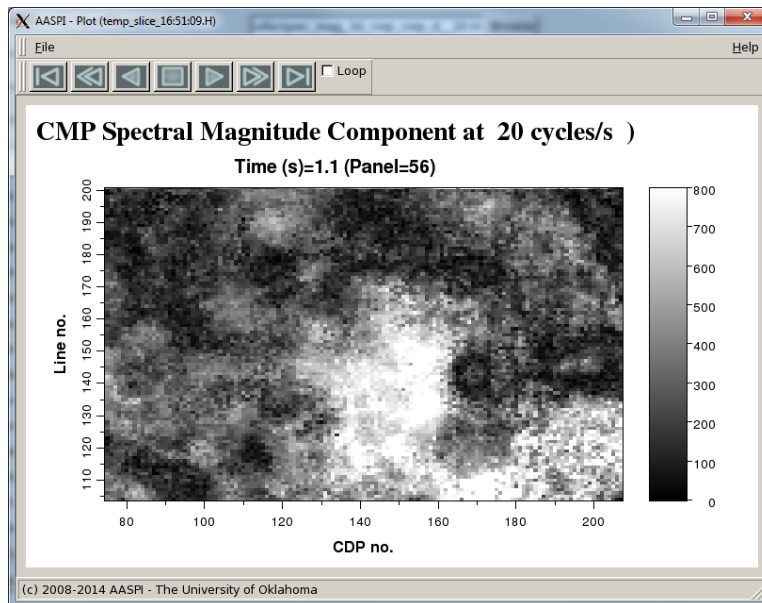 AASPI - Plot (temp_slice_16:51:09.H)
File Help
Loop
CMP Spectral Magnitude Component at 20 cycles/s )
Time (s)=1.1 (Panel=56)
Line no.
200
190
180
170
160
150
140
130
120
110
80 100 120 140 160 180 200
CDP no.
800
700
600
500
400
300
200
100
0
(c) 2008-2014 AASPI - The University of Oklahoma